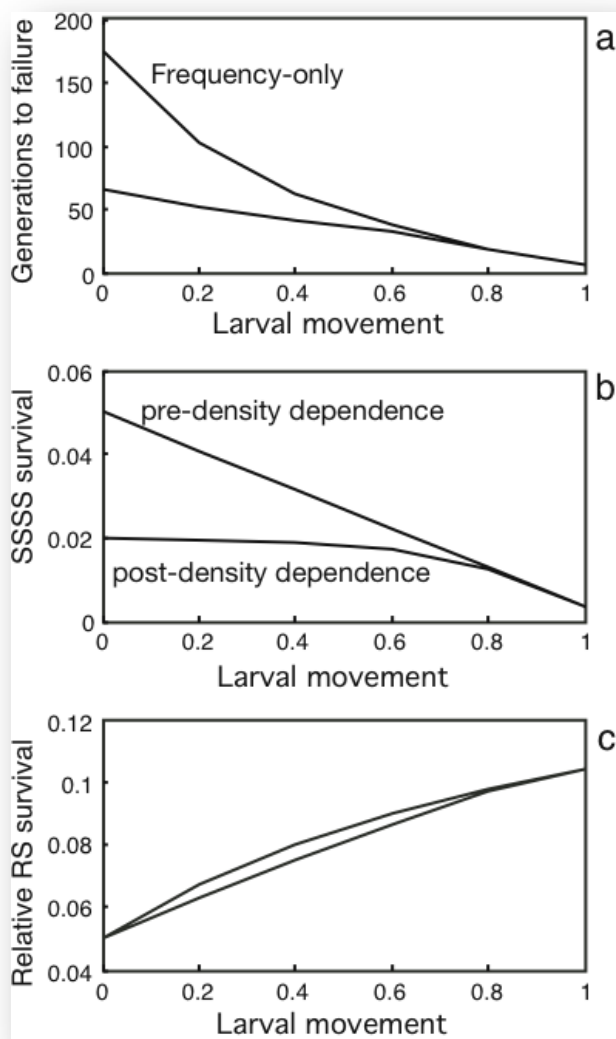 a
Generations to failure
200
150
100
50
0
Frequency-only
0 0.2 0.4 0.6 0.8 1
Larval movement
b
SSSS survival
0.06
0.04
0.02
0
pre-density dependence
post-density dependence
0 0.2 0.4 0.6 0.8 1
Larval movement
c
Relative RS survival
0.12
0.1
0.08
0.06
0.04
0 0.2 0.4 0.6 0.8 1
Larval movement